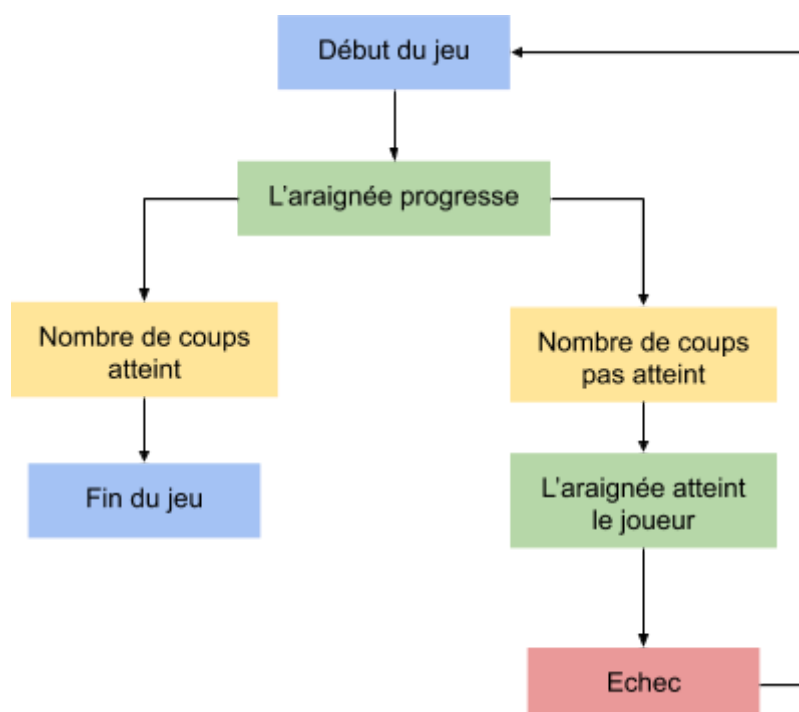 Début du jeu
L'araignée progresse
Nombre de coups
atteint
Nombre de coups
pas atteint
Fin du jeu
L'araignée atteint
le joueur
Echec